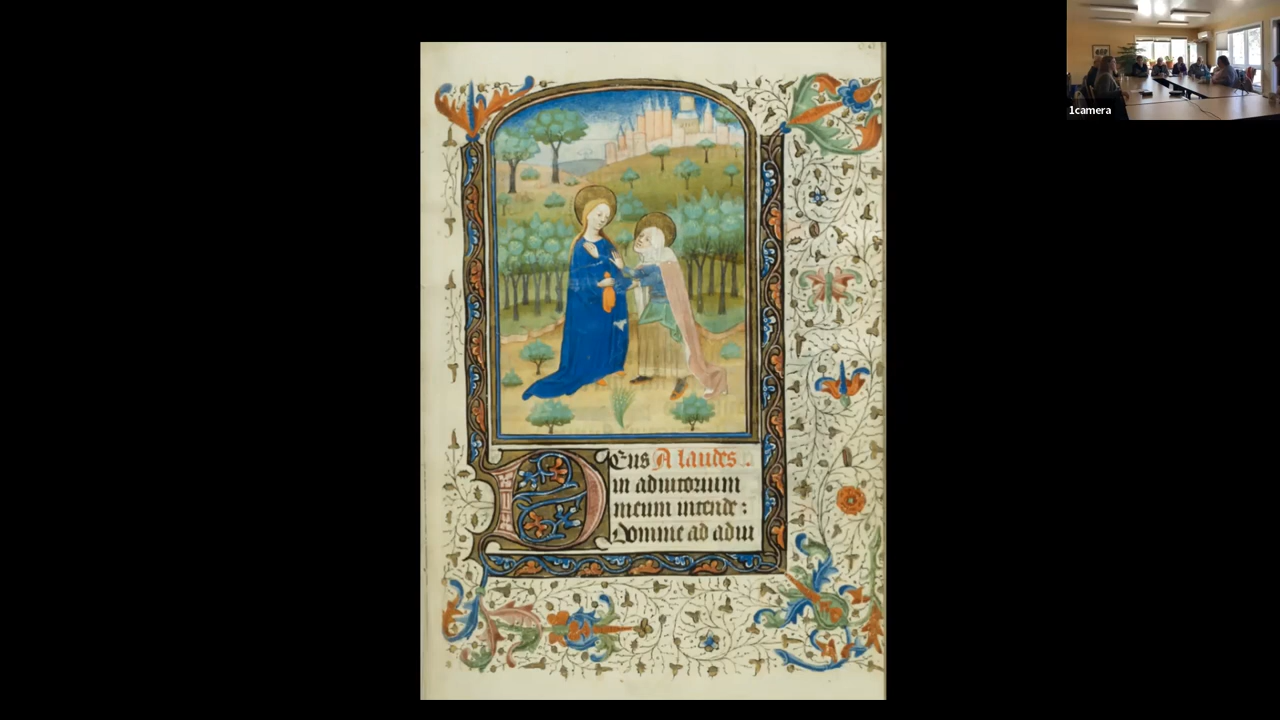 1camera
Deus A laudes.
in adiutorium
meum intende :
Domine ad adiu